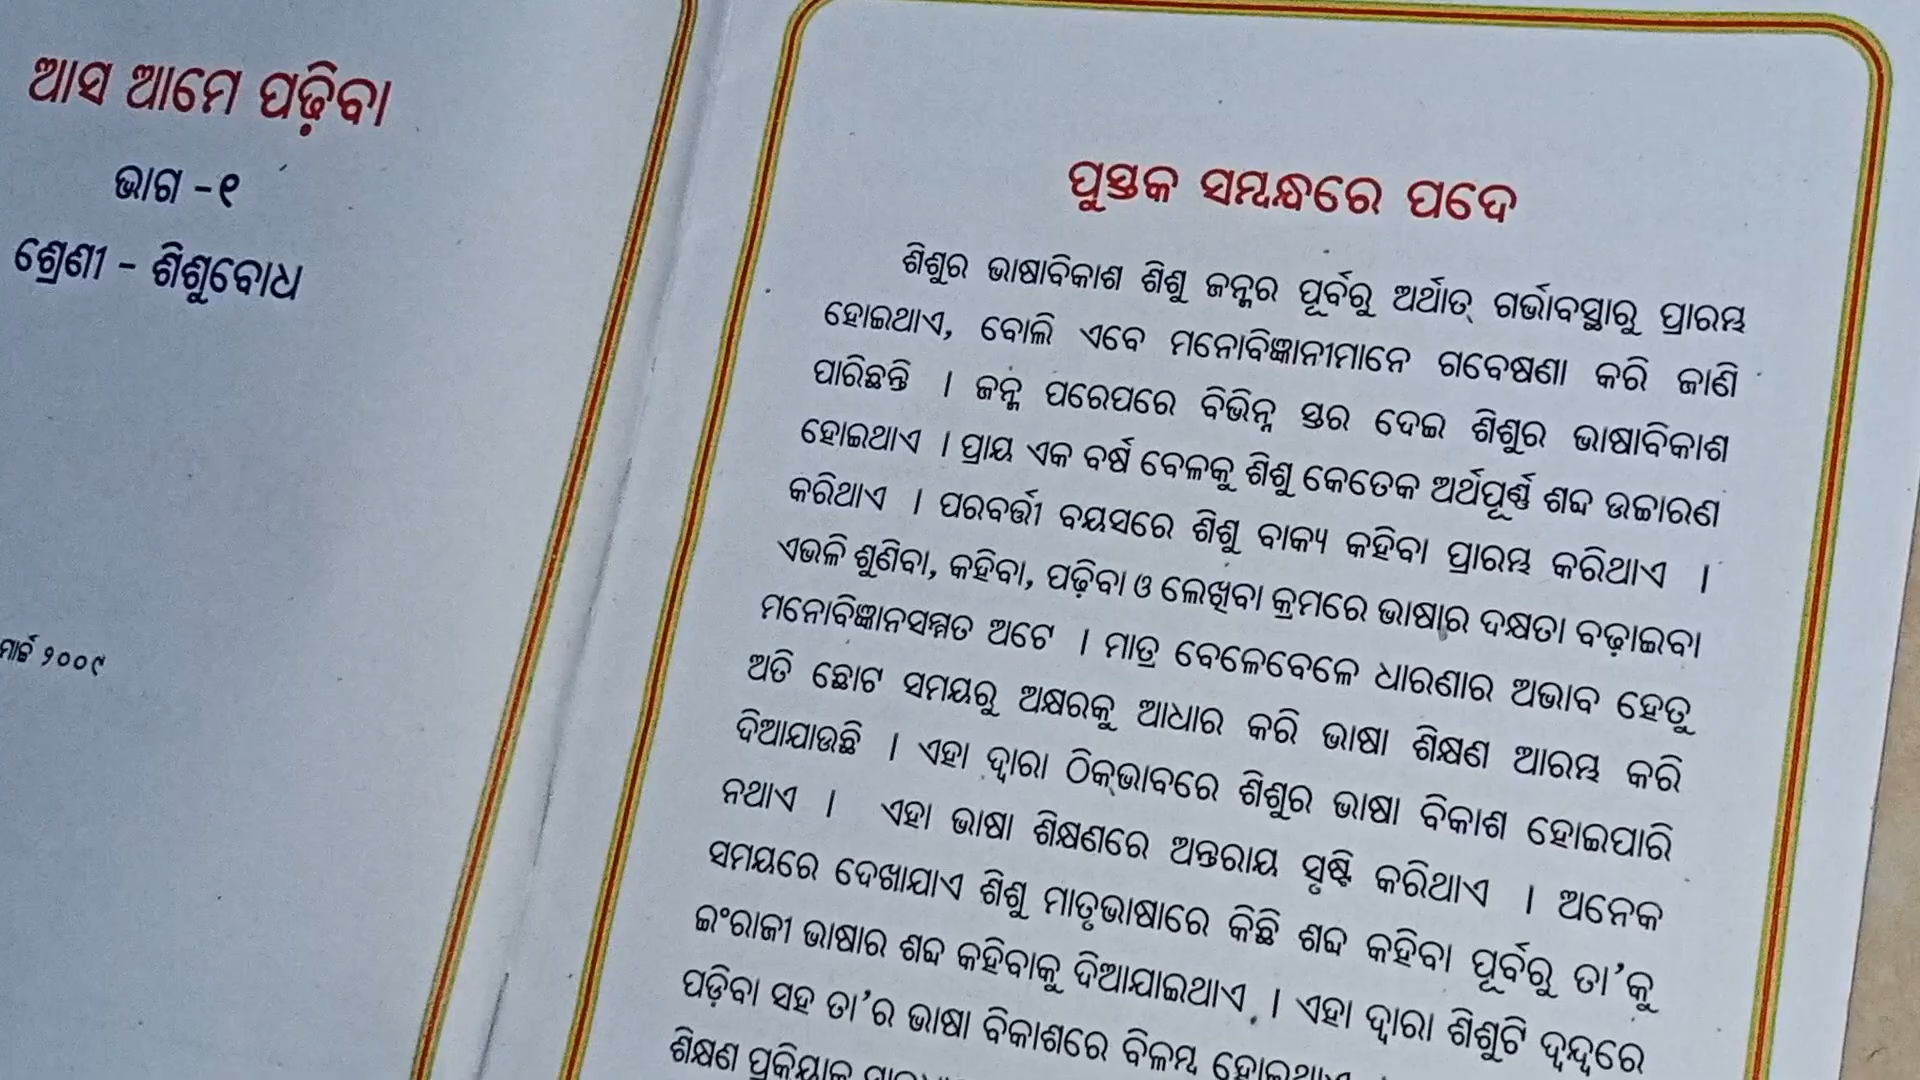 ଆସ ଆମେ ପଢ଼ିବା
ଭାଗ -୧
ଶ୍ରେଣୀ - ଶିଶୁବୋଧ
ମାର୍ଚ୍ଚ ୨୦୦୯
ପୁସ୍ତକ ସମ୍ବନ୍ଧରେ ପଦେ
ଶିଶୁର ଭାଷାବିକାଶ ଶିଶୁ ଜନ୍ମର ପୂର୍ବରୁ ଅର୍ଥାତ୍ ଗର୍ଭାବସ୍ଥାରୁ ପ୍ରାରମ୍ଭ
ହୋଇଥାଏ, ବୋଲି ଏବେ ମନୋବିଜ୍ଞାନୀମାନେ ଗବେଷଣା କରି ଜାଣି
ପାରିଛନ୍ତି । ଜନ୍ମ ପରେପରେ ବିଭିନ୍ନ ସ୍ତର ଦେଇ ଶିଶୁର ଭାଷାବିକାଶ
ହୋଇଥାଏ । ପ୍ରାୟ ଏକ ବର୍ଷ ବେଳକୁ ଶିଶୁ କେତେକ ଅର୍ଥପୂର୍ଣ୍ଣ ଶବ୍ଦ ଉଚ୍ଚାରଣ
କରିଥାଏ । ପରବର୍ତ୍ତୀ ବୟସରେ ଶିଶୁ ବାକ୍ୟ କହିବା ପ୍ରାରମ୍ଭ କରିଥାଏ ।
ଏଭଳି ଶୁଣିବା, କହିବା, ପଢ଼ିବା ଓ ଲେଖିବା କ୍ରମରେ ଭାଷାର ଦକ୍ଷତା ବଢ଼ାଇବା
ମନୋବିଜ୍ଞାନସମ୍ମତ ଅଟେ । ମାତ୍ର ବେଳେବେଳେ ଧାରଣାର ଅଭାବ ହେତୁ
ଅତି ଛୋଟ ସମୟରୁ ଅକ୍ଷରକୁ ଆଧାର କରି ଭାଷା ଶିକ୍ଷଣ ଆରମ୍ଭ କରି
ଦିଆଯାଉଛି । ଏହା ଦ୍ୱାରା ଠିକ୍‌ଭାବରେ ଶିଶୁର ଭାଷା ବିକାଶ ହୋଇପାରି
ନଥାଏ । ଏହା ଭାଷା ଶିକ୍ଷଣରେ ଅନ୍ତରାୟ ସୃଷ୍ଟି କରିଥାଏ । ଅନେକ
ସମୟରେ ଦେଖାଯାଏ ଶିଶୁ ମାତୃଭାଷାରେ କିଛି ଶବ୍ଦ କହିବା ପୂର୍ବରୁ ତା’କୁ
ଇଂରାଜୀ ଭାଷାର ଶବ୍ଦ କହିବାକୁ ଦିଆଯାଇଥାଏ । ଏହା ଦ୍ୱାରା ଶିଶୁଟି ଦ୍ୱନ୍ଦ୍ୱରେ
ପଡ଼ିବା ସହ ତା’ର ଭାଷା ବିକାଶରେ ବିଳମ୍ବ ହୋଇଥାଏ
ଶିକ୍ଷଣ ପ୍ରକ୍ରିୟାକୁ